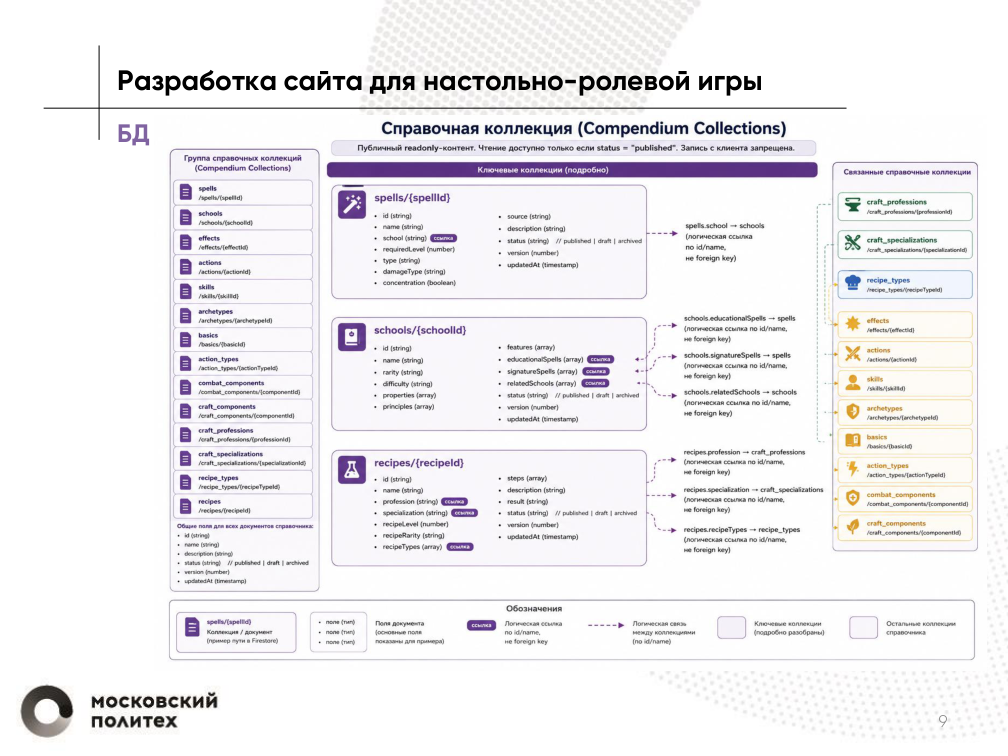 Разработка сайта для настольно-ролевой игры
БД
Справочная коллекция (Compendium Collections)
Публичный readonly-контент. Чтение доступно только если status = "published". Запись с клиента запрещена.
Группа справочных коллекций
(Compendium Collections)
spells
/spells/{spellId}
schools
/schools/{schoolId}
effects
/effects/{effectId}
actions
/actions/{actionId}
skills
/skills/{skillId}
archetypes
/archetypes/{archetypeId}
basics
/basics/{basicId}
action_types
/action_types/{actionTypeId}
combat_components
/combat_components/{componentId}
craft_components
/craft_components/{componentId}
craft_professions
/craft_professions/{professionId}
craft_specializations
/craft_specializations/{specializationId}
recipe_types
/recipe_types/{recipeTypeId}
recipes
/recipes/{recipeId}
Общие поля для всех документов справочника:
• id (string)
• name (string)
• description (string)
• status (string) // published | draft | archived
• version (number)
• updatedAt (timestamp)
Ключевые коллекции (подробно)
spells/{spellId}
• id (string)
• name (string)
• school (string) ссылка
• requiredLevel (number)
• type (string)
• damageType (string)
• concentration (boolean)
• source (string)
• description (string)
• status (string) // published | draft | archived
• version (number)
• updatedAt (timestamp)
spells.school → schools
(логическая ссылка
по id/name,
не foreign key)
schools/{schoolId}
• id (string)
• name (string)
• rarity (string)
• difficulty (string)
• properties (array)
• principles (array)
• features (array)
• educationalSpells (array) ссылка
• signatureSpells (array) ссылка
• relatedSchools (array) ссылка
• status (string) // published | draft | archived
• version (number)
• updatedAt (timestamp)
schools.educationalSpells → spells
(логическая ссылка по id/name,
не foreign key)
schools.signatureSpells → spells
(логическая ссылка по id/name,
не foreign key)
schools.relatedSchools → schools
(логическая ссылка по id/name,
не foreign key)
recipes/{recipeId}
• id (string)
• name (string)
• profession (string) ссылка
• specialization (string) ссылка
• recipeLevel (number)
• recipeRarity (string)
• recipeTypes (array) ссылка
• steps (array)
• description (string)
• result (string)
• status (string) // published | draft | archived
• version (number)
• updatedAt (timestamp)
recipes.profession → craft_professions
(логическая ссылка по id/name,
не foreign key)
recipes.specialization → craft_specializations
(логическая ссылка по id/name,
не foreign key)
recipes.recipeTypes → recipe_types
(логическая ссылка по id/name,
не foreign key)
Связанные справочные коллекции
craft_professions
/craft_professions/{professionId}
craft_specializations
/craft_specializations/{specializationId}
recipe_types
/recipe_types/{recipeTypeId}
effects
/effects/{effectId}
actions
/actions/{actionId}
skills
/skills/{skillId}
archetypes
/archetypes/{archetypeId}
basics
/basics/{basicId}
action_types
/action_types/{actionTypeId}
combat_components
/combat_components/{componentId}
craft_components
/craft_components/{componentId}
Обозначения
spells/{spellId}
Коллекция / документ
(пример пути в Firestore)
• поле (тип)
• поле (тип)
• поле (тип)
Поля документа
(основные поля
показаны для примера)
ссылка
Логическая ссылка
по id/name,
не foreign key
Логическая связь
между коллекциями
(по id/name)
Ключевые коллекции
(подробно разобраны)
Остальные коллекции
справочника
МОСКОВСКИЙ
ПОЛИТЕХ
9